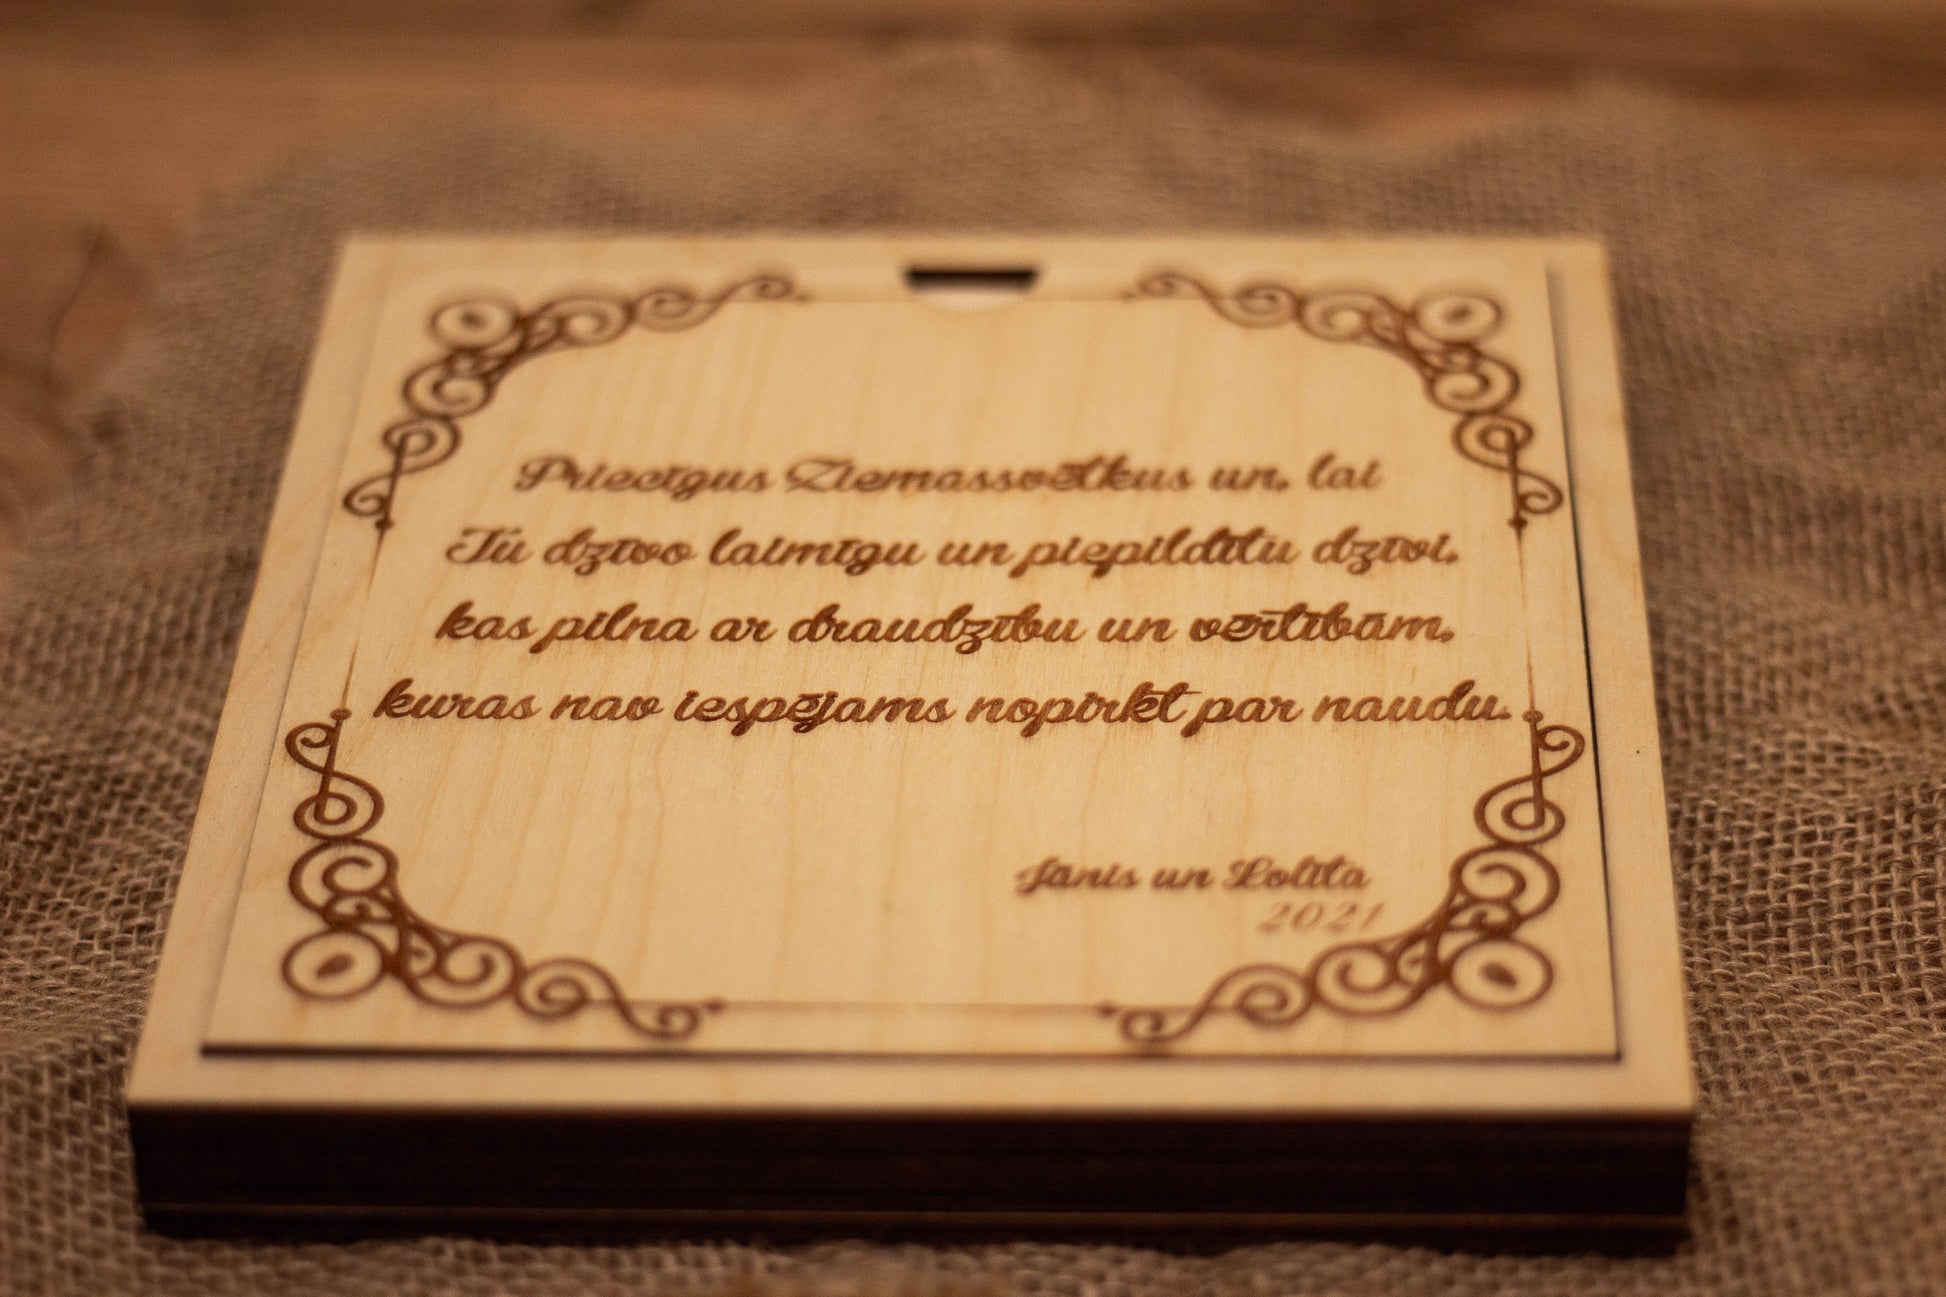 Priecīgus Ziemassvētkus un, lai
Tū dzīvo laimīgu un piepildītu dzīvi,
kas pilna ar draudzību un vērtībām,
kuras nav iespējams nopirkt par naudu.
Jānis un Lolita
2021